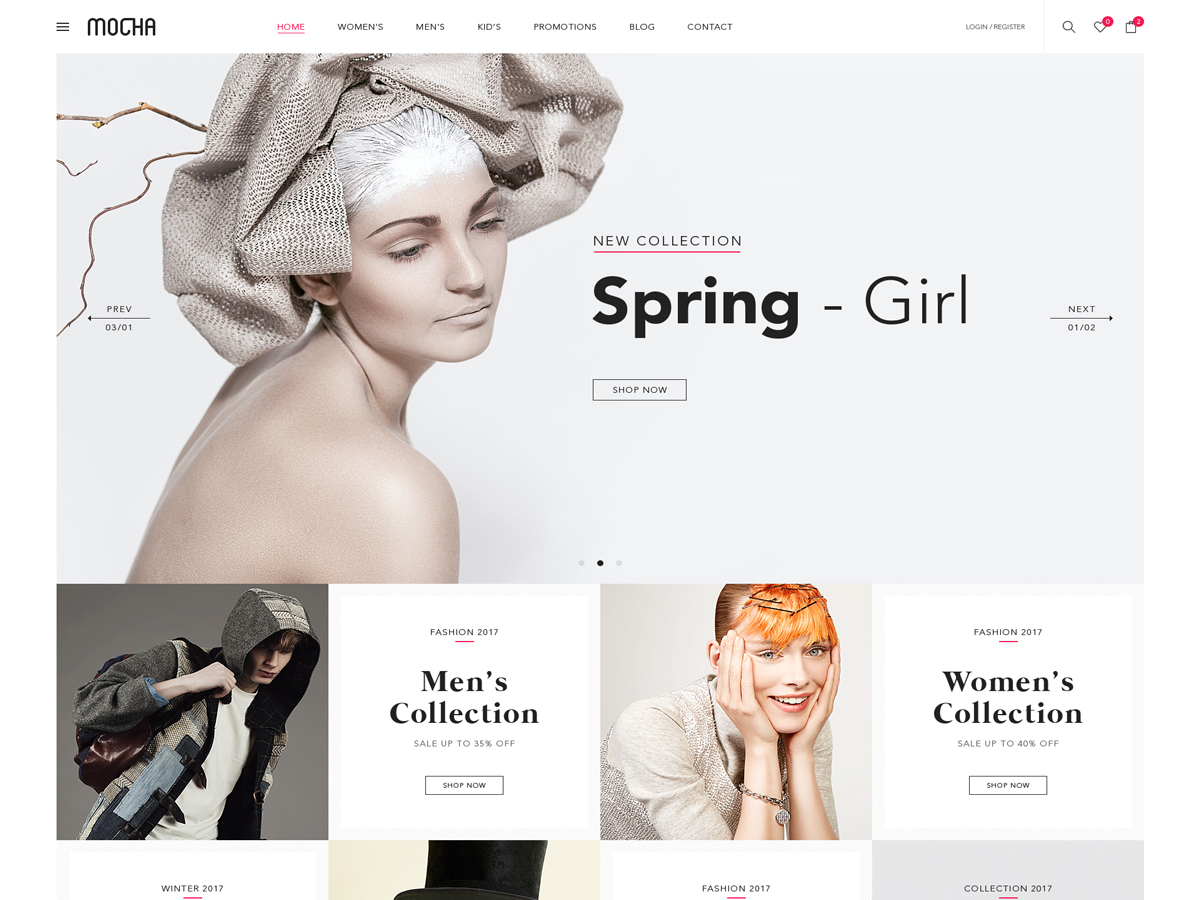 MOCHA
HOME WOMEN'S MEN'S KID'S PROMOTIONS BLOG CONTACT
LOGIN / REGISTER
0
2
NEW COLLECTION
Spring - Girl
PREV
03/01
NEXT
01/02
SHOP NOW
FASHION 2017
Men's
Collection
SALE UP TO 35% OFF
SHOP NOW
FASHION 2017
Women's
Collection
SALE UP TO 40% OFF
SHOP NOW
WINTER 2017
FASHION 2017
COLLECTION 2017